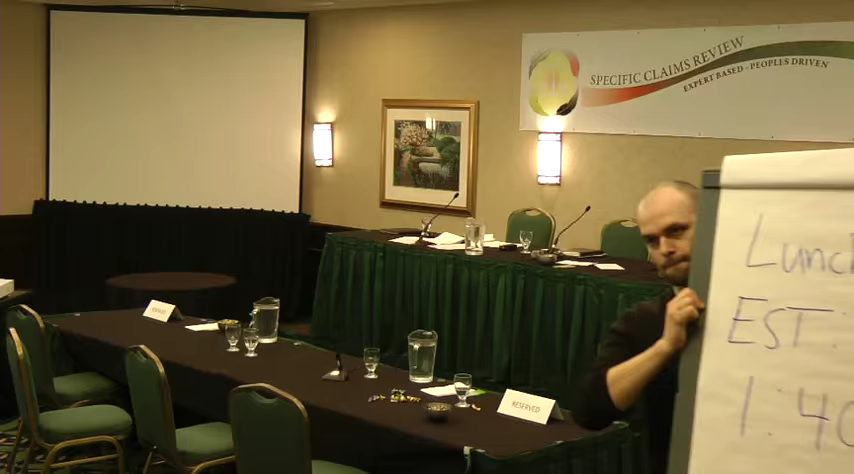 SPECIFIC CLAIMS REVIEW
EXPERT BASED - PEOPLES DRIVEN
Lunch
EST.
1:40
RESERVED